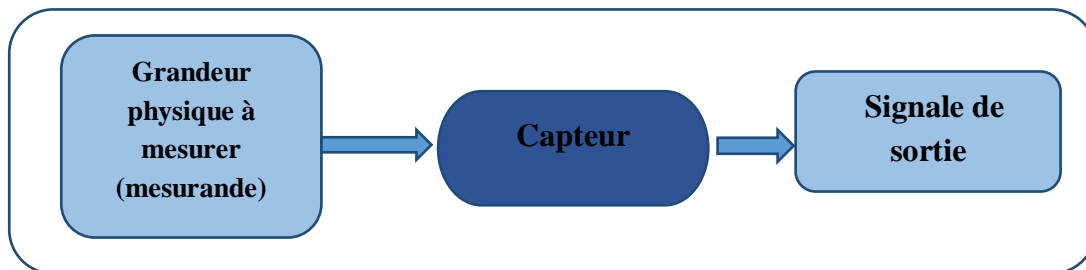 Grandeur
physique à
mesurer
(mesurande)
Capteur
Signale de
sortie